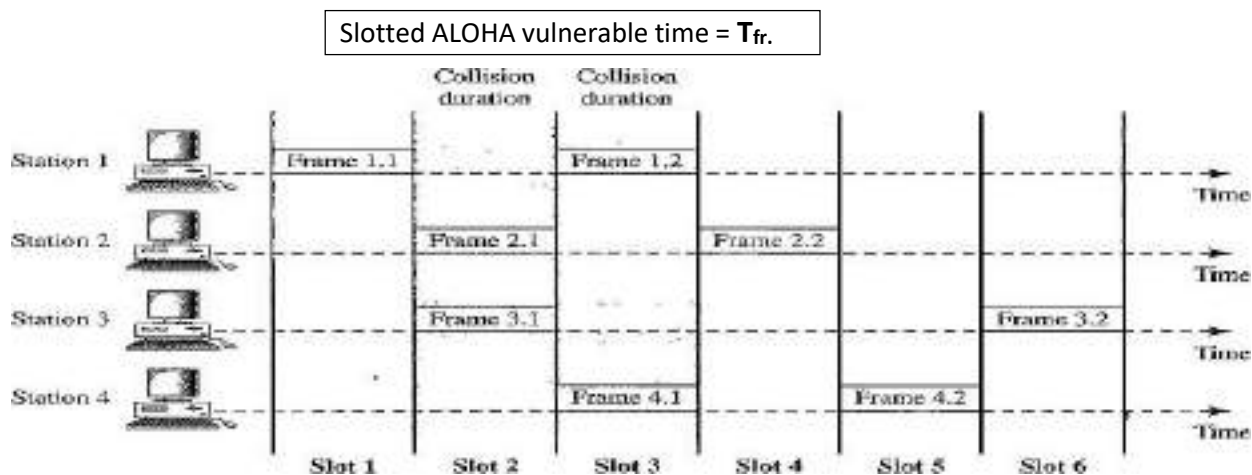 Slotted ALOHA vulnerable time = Tfr.
Collision duration
Collision duration
Station 1
Frame 1.1
Frame 1.2
Time
Station 2
Frame 2.1
Frame 2.2
Time
Station 3
Frame 3.1
Frame 3.2
Time
Station 4
Frame 4.1
Frame 4.2
Time
Slot 1
Slot 2
Slot 3
Slot 4
Slot 5
Slot 6